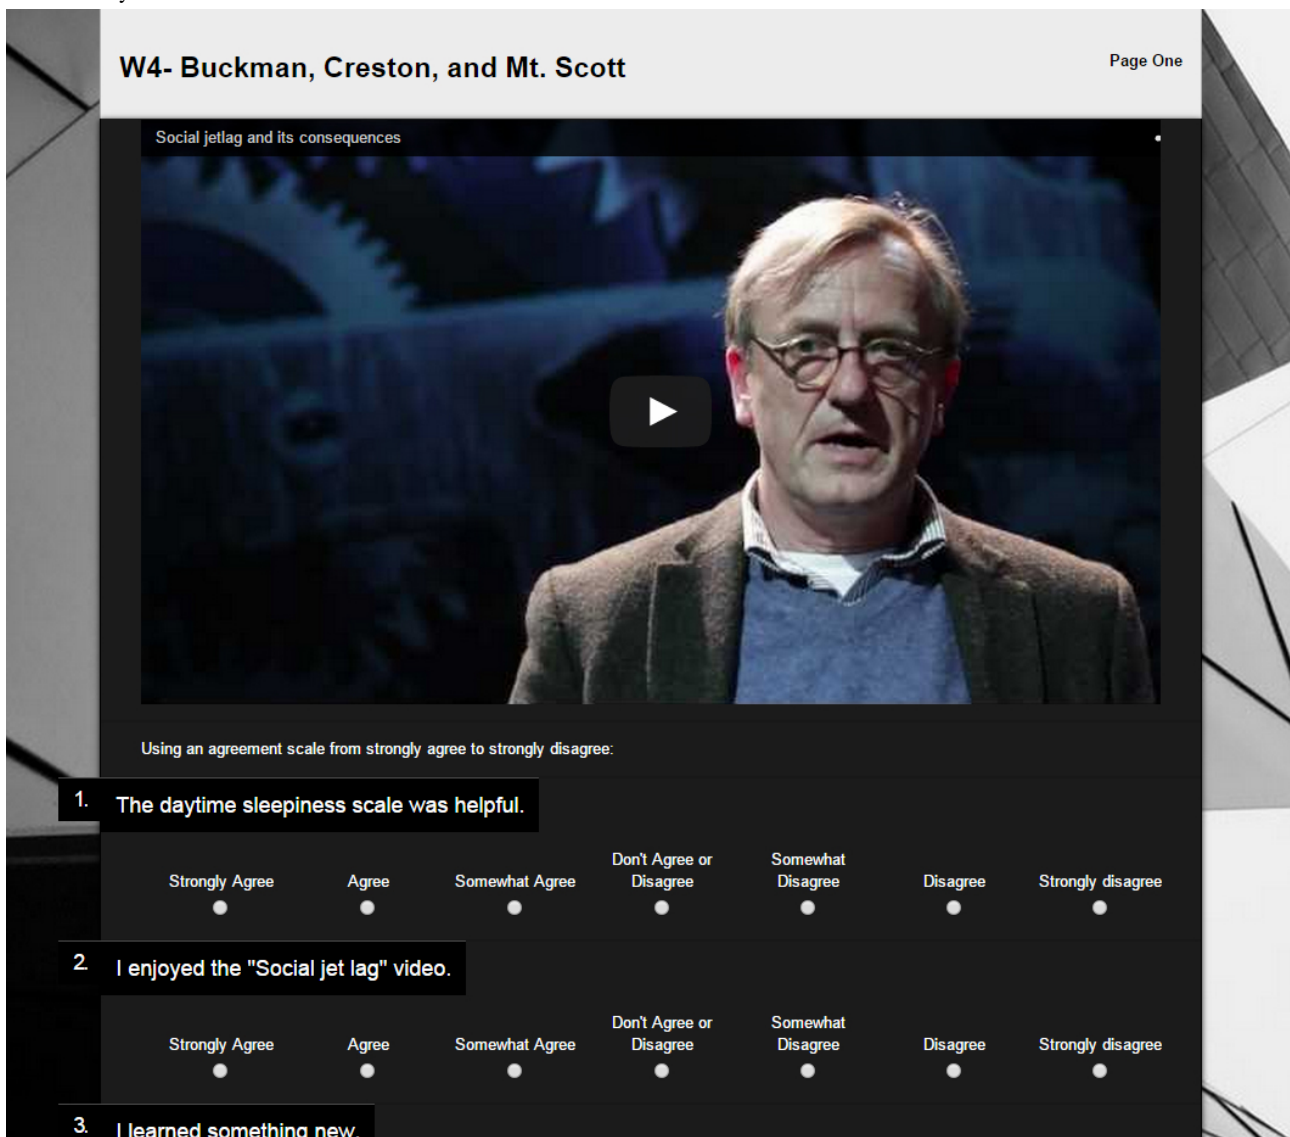 W4- Buckman, Creston, and Mt. Scott
Page One
Social jetlag and its consequences
Using an agreement scale from strongly agree to strongly disagree:
1. The daytime sleepiness scale was helpful.
Strongly Agree Agree Somewhat Agree Don't Agree or Disagree Somewhat Disagree Disagree Strongly disagree
2. I enjoyed the "Social jet lag" video.
Strongly Agree Agree Somewhat Agree Don't Agree or Disagree Somewhat Disagree Disagree Strongly disagree
3. I learned something new.